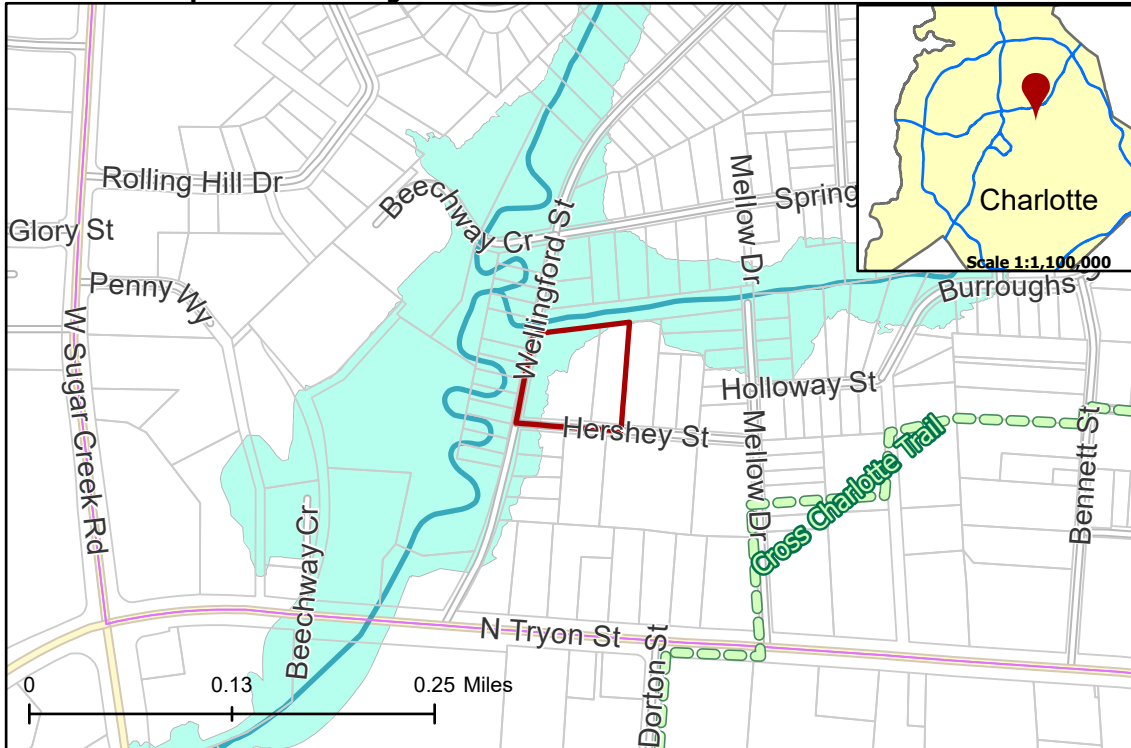 Rolling Hill Dr
Glory St
Penny Wy
W Sugar Creek Rd
Beechway Cr
Wellingford St
Mellow Dr
Spring
Charlotte
Scale 1:1,100,000
Burroughs
Holloway St
Hershey St
Mellow Dr
Cross Charlotte Trail
Bennett St
Beechway Cr
N Tryon St
Dorton St
0 0.13 0.25 Miles